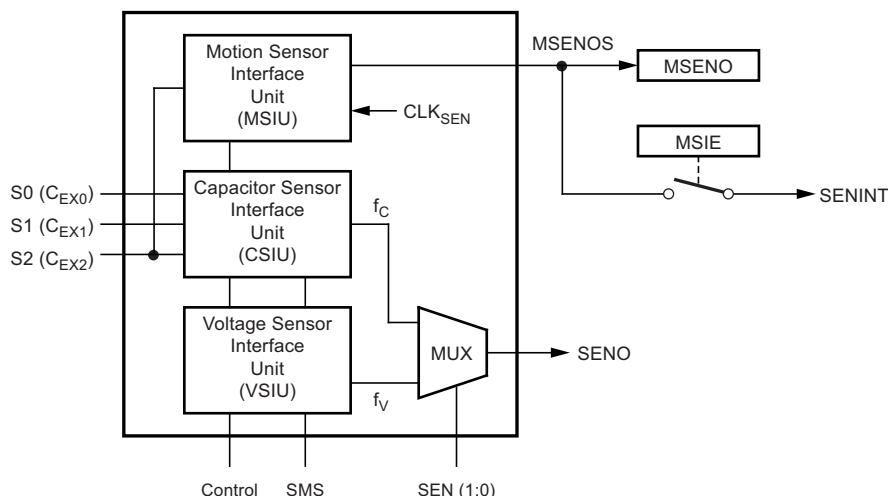 Motion Sensor
Interface
Unit
(MSIU)
MSENOS
MSENO
CLKSEN
MSIE
SENINT
S0 (CEX0)
S1 (CEX1)
S2 (CEX2)
Capacitor Sensor
Interface
Unit
(CSIU)
fC
Voltage Sensor
Interface
Unit
(VSIU)
fV
MUX
SENO
Control
SMS
SEN (1:0)